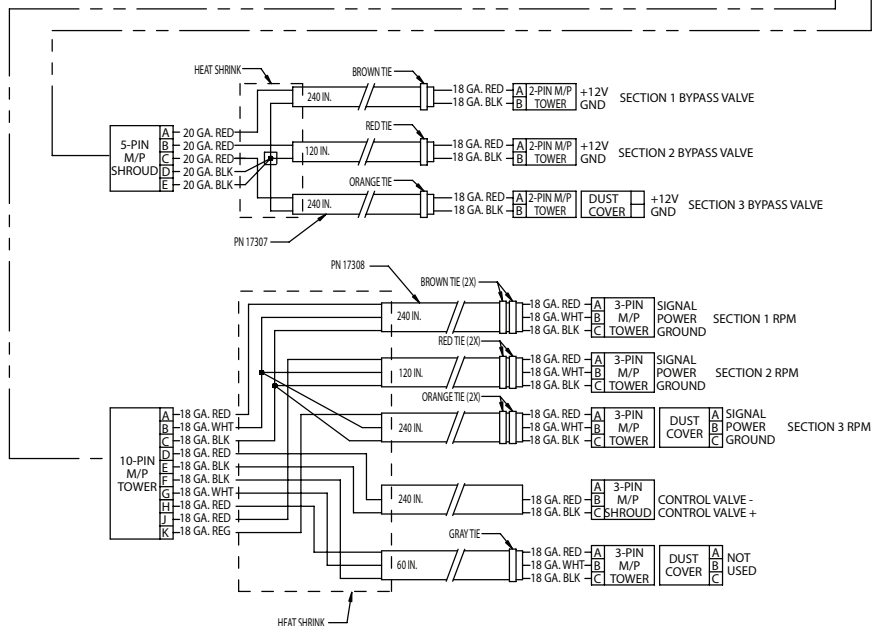 HEAT SHRINK
BROWN TIE
240 IN.
18 GA. RED A 2-PIN M/P +12V
18 GA. BLK B TOWER GND
SECTION 1 BYPASS VALVE
5-PIN
M/P
SHROUD
A 20 GA. RED
B 20 GA. RED
C 20 GA. RED
D 20 GA. BLK
E 20 GA. BLK
RED TIE
120 IN.
18 GA. RED A 2-PIN M/P +12V
18 GA. BLK B TOWER GND
SECTION 2 BYPASS VALVE
ORANGE TIE
240 IN.
18 GA. RED A 2-PIN M/P DUST +12V
18 GA. BLK B TOWER COVER GND
SECTION 3 BYPASS VALVE
PN 17307
PN 17308
BROWN TIE (2X)
240 IN.
18 GA. RED A 3-PIN SIGNAL
18 GA. WHT B M/P POWER
18 GA. BLK C TOWER GROUND
SECTION 1 RPM
RED TIE (2X)
120 IN.
18 GA. RED A 3-PIN SIGNAL
18 GA. WHT B M/P POWER
18 GA. BLK C TOWER GROUND
SECTION 2 RPM
ORANGE TIE (2X)
240 IN.
18 GA. RED A 3-PIN DUST A SIGNAL
18 GA. WHT B M/P COVER B POWER
18 GA. BLK C TOWER C GROUND
SECTION 3 RPM
10-PIN
M/P
TOWER
A 18 GA. RED
B 18 GA. WHT
C 18 GA. BLK
D 18 GA. RED
E 18 GA. BLK
F 18 GA. BLK
G 18 GA. WHT
H 18 GA. RED
J 18 GA. RED
K 18 GA. REG
240 IN.
A 3-PIN
18 GA. RED B M/P CONTROL VALVE -
18 GA. BLK C SHROUD CONTROL VALVE +
GRAY TIE
60 IN.
18 GA. RED A 3-PIN DUST A NOT
18 GA. WHT B M/P COVER B USED
18 GA. BLK C TOWER C
HEAT SHRINK